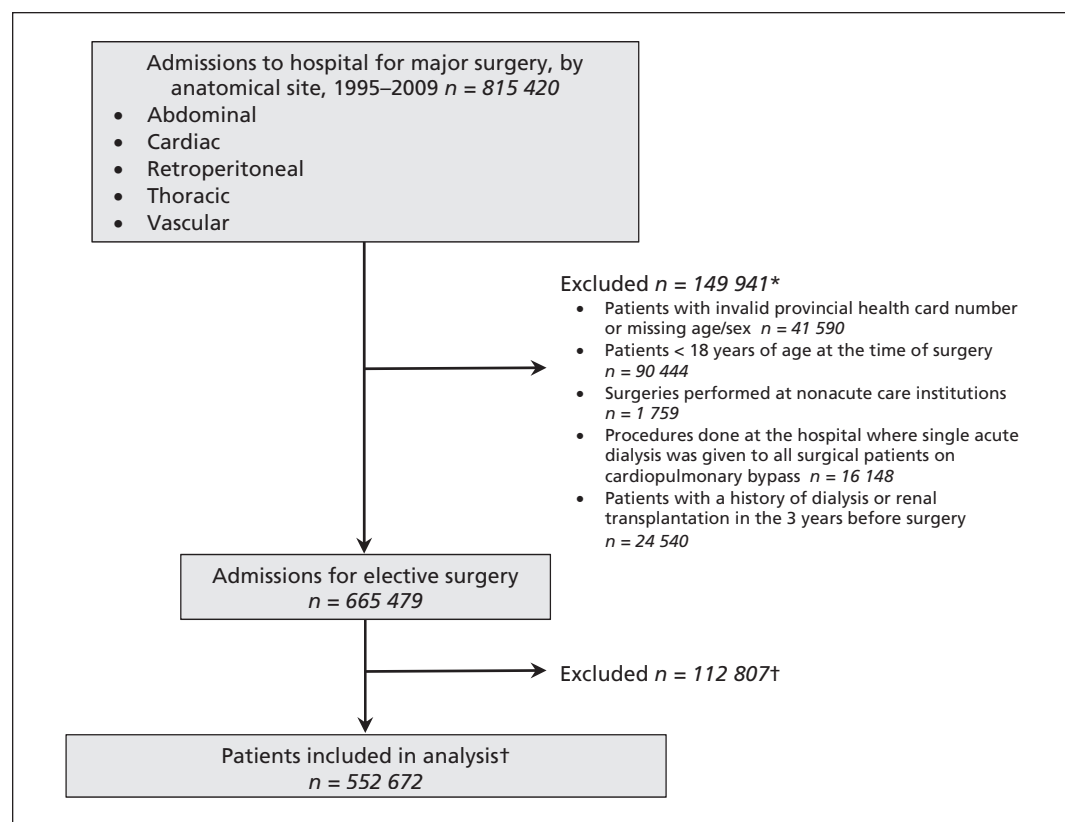 Admissions to hospital for major surgery, by
anatomical site, 1995–2009 n = 815 420
• Abdominal
• Cardiac
• Retroperitoneal
• Thoracic
• Vascular
Excluded n = 149 941*
• Patients with invalid provincial health card number
or missing age/sex n = 41 590
• Patients < 18 years of age at the time of surgery
n = 90 444
• Surgeries performed at nonacute care institutions
n = 1 759
• Procedures done at the hospital where single acute
dialysis was given to all surgical patients on
cardiopulmonary bypass n = 16 148
• Patients with a history of dialysis or renal
transplantation in the 3 years before surgery
n = 24 540
Admissions for elective surgery
n = 665 479
Excluded n = 112 807†
Patients included in analysis†
n = 552 672